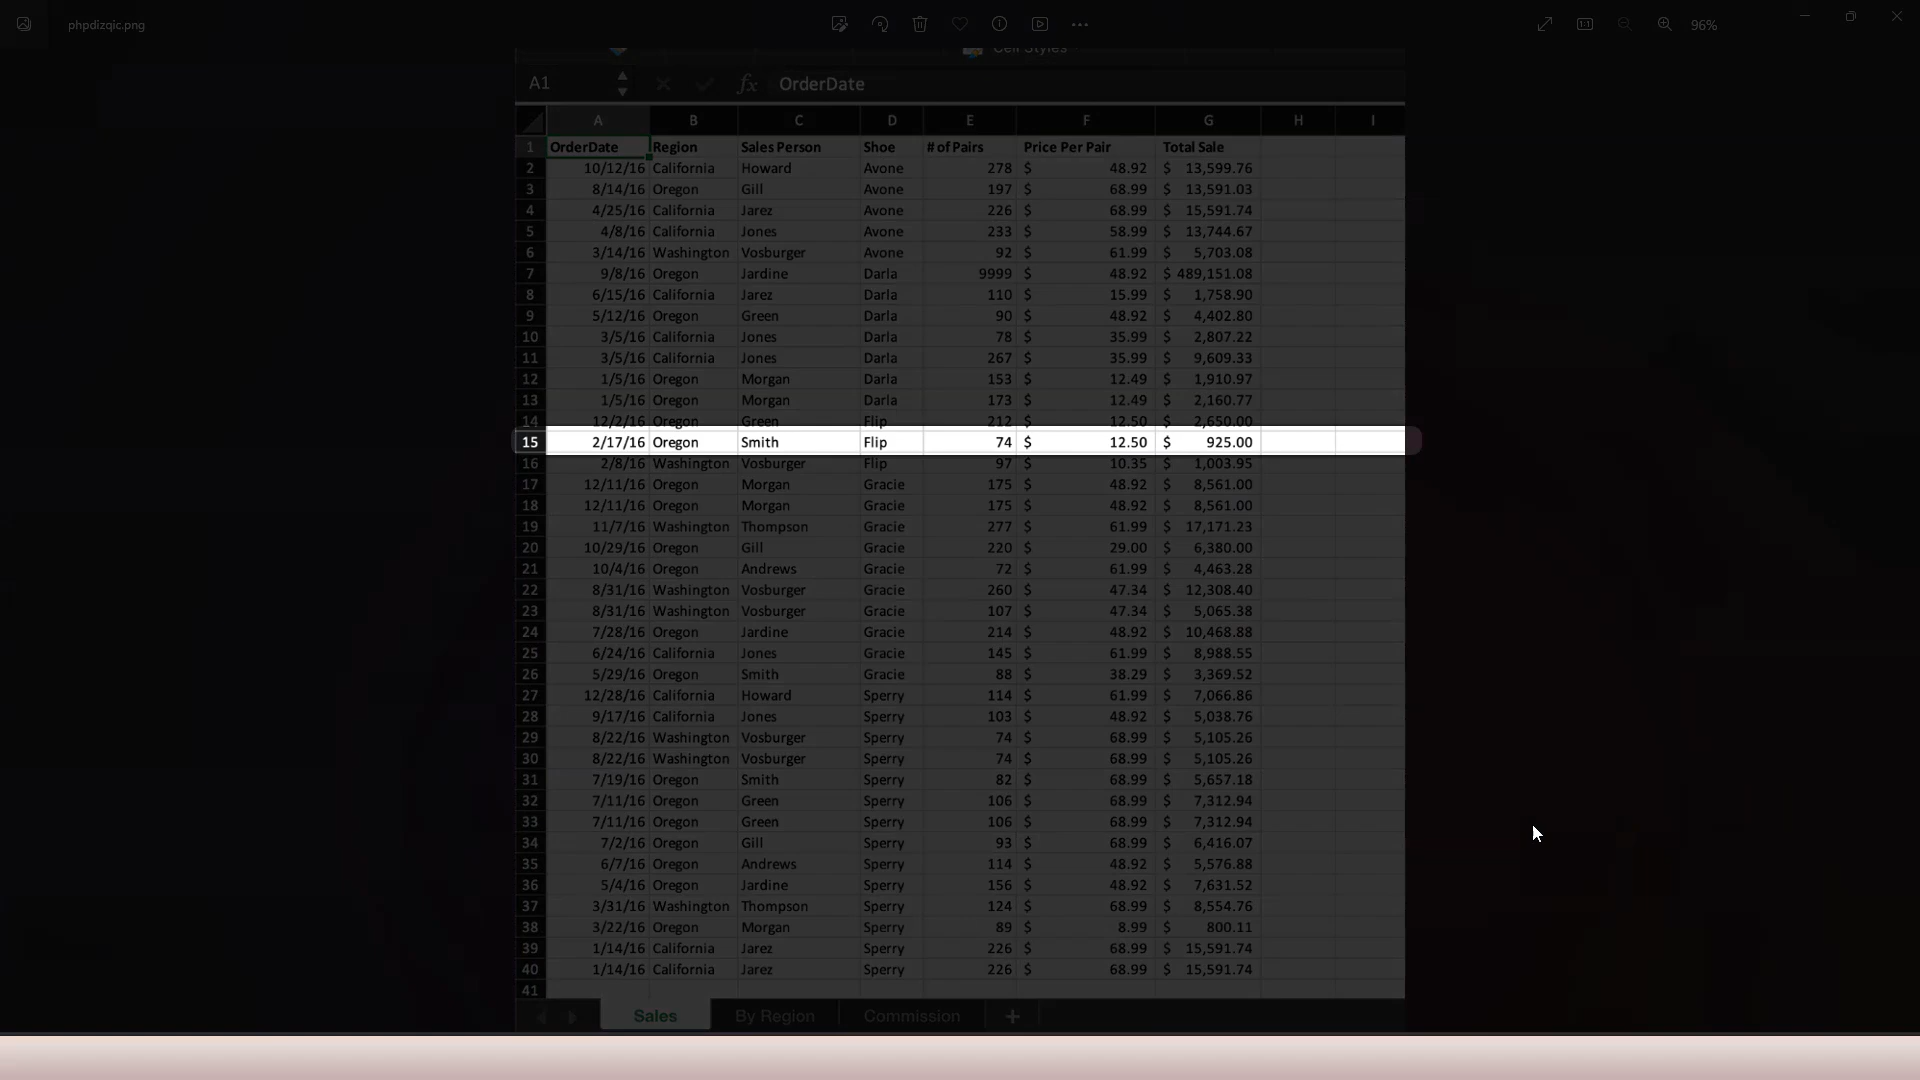 phpdizqic.png
96%
Cell Styles
A1 fx OrderDate
A B C D E F G H I
1 OrderDate Region Sales Person Shoe # of Pairs Price Per Pair Total Sale
2 10/12/16 California Howard Avone 278 $ 48.92 $ 13,599.76
3 8/14/16 Oregon Gill Avone 197 $ 68.99 $ 13,591.03
4 4/25/16 California Jarez Avone 226 $ 68.99 $ 15,591.74
5 4/8/16 California Jones Avone 233 $ 58.99 $ 13,744.67
6 3/14/16 Washington Vosburger Avone 92 $ 61.99 $ 5,703.08
7 9/8/16 Oregon Jardine Darla 9999 $ 48.92 $ 489,151.08
8 6/15/16 California Jarez Darla 110 $ 15.99 $ 1,758.90
9 5/12/16 Oregon Green Darla 90 $ 48.92 $ 4,402.80
10 3/5/16 California Jones Darla 78 $ 35.99 $ 2,807.22
11 3/5/16 California Jones Darla 267 $ 35.99 $ 9,609.33
12 1/5/16 Oregon Morgan Darla 153 $ 12.49 $ 1,910.97
13 1/5/16 Oregon Morgan Darla 173 $ 12.49 $ 2,160.77
14 12/2/16 Oregon Green Flip 212 $ 12.50 $ 2,650.00
15 2/17/16 Oregon Smith Flip 74 $ 12.50 $ 925.00
16 2/8/16 Washington Vosburger Flip 97 $ 10.35 $ 1,003.95
17 12/11/16 Oregon Morgan Gracie 175 $ 48.92 $ 8,561.00
18 12/11/16 Oregon Morgan Gracie 175 $ 48.92 $ 8,561.00
19 11/7/16 Washington Thompson Gracie 277 $ 61.99 $ 17,171.23
20 10/29/16 Oregon Gill Gracie 220 $ 29.00 $ 6,380.00
21 10/4/16 Oregon Andrews Gracie 72 $ 61.99 $ 4,463.28
22 8/31/16 Washington Vosburger Gracie 260 $ 47.34 $ 12,308.40
23 8/31/16 Washington Vosburger Gracie 107 $ 47.34 $ 5,065.38
24 7/28/16 Oregon Jardine Gracie 214 $ 48.92 $ 10,468.88
25 6/24/16 California Jones Gracie 145 $ 61.99 $ 8,988.55
26 5/29/16 Oregon Smith Gracie 88 $ 38.29 $ 3,369.52
27 12/28/16 California Howard Sperry 114 $ 61.99 $ 7,066.86
28 9/17/16 California Jones Sperry 103 $ 48.92 $ 5,038.76
29 8/22/16 Washington Vosburger Sperry 74 $ 68.99 $ 5,105.26
30 8/22/16 Washington Vosburger Sperry 74 $ 68.99 $ 5,105.26
31 7/19/16 Oregon Smith Sperry 82 $ 68.99 $ 5,657.18
32 7/11/16 Oregon Green Sperry 106 $ 68.99 $ 7,312.94
33 7/11/16 Oregon Green Sperry 106 $ 68.99 $ 7,312.94
34 7/2/16 Oregon Gill Sperry 93 $ 68.99 $ 6,416.07
35 6/7/16 Oregon Andrews Sperry 114 $ 48.92 $ 5,576.88
36 5/4/16 Oregon Jardine Sperry 156 $ 48.92 $ 7,631.52
37 3/31/16 Washington Thompson Sperry 124 $ 68.99 $ 8,554.76
38 3/22/16 Oregon Morgan Sperry 89 $ 8.99 $ 800.11
39 1/14/16 California Jarez Sperry 226 $ 68.99 $ 15,591.74
40 1/14/16 California Jarez Sperry 226 $ 68.99 $ 15,591.74
41
Sales By Region Commission +